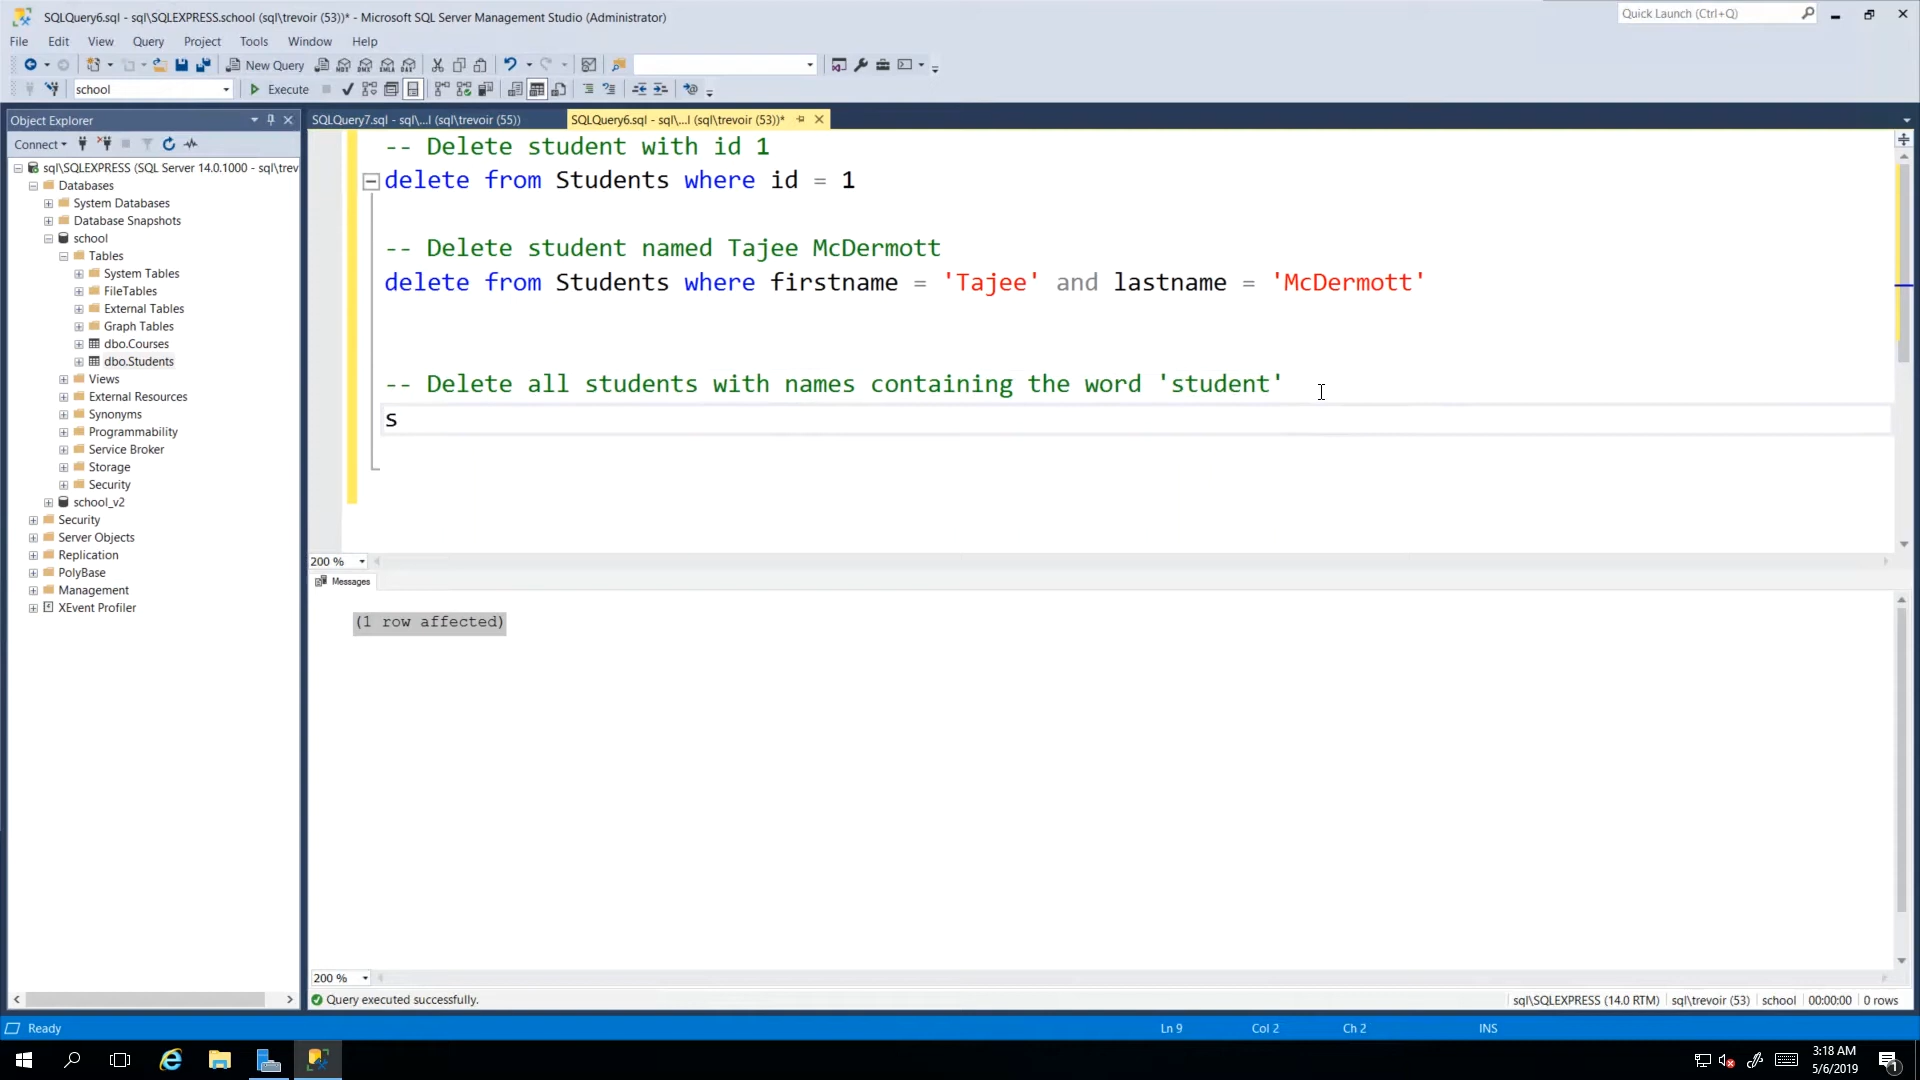 SQLQuery6.sql - sql\SQLEXPRESS.school (sql\trevoir (53))* - Microsoft SQL Server Management Studio (Administrator)
Quick Launch (Ctrl+Q)
File Edit View Query Project Tools Window Help
New Query
school
Execute
Object Explorer
SQLQuery7.sql - sql\...l (sql\trevoir (55))
SQLQuery6.sql - sql\...l (sql\trevoir (53))*
Connect
sql\SQLEXPRESS (SQL Server 14.0.1000 - sql\trev
Databases
System Databases
Database Snapshots
school
Tables
System Tables
FileTables
External Tables
Graph Tables
dbo.Courses
dbo.Students
Views
External Resources
Synonyms
Programmability
Service Broker
Storage
Security
school_v2
Security
Server Objects
Replication
PolyBase
Management
XEvent Profiler
-- Delete student with id 1
delete from Students where id = 1
-- Delete student named Tajee McDermott
delete from Students where firstname = 'Tajee' and lastname = 'McDermott'
-- Delete all students with names containing the word 'student'
s
200 %
Messages
(1 row affected)
200 %
Query executed successfully.
sql\SQLEXPRESS (14.0 RTM) sql\trevoir (53) school 00:00:00 0 rows
Ready
Ln 9 Col 2 Ch 2 INS
3:18 AM
5/6/2019
1